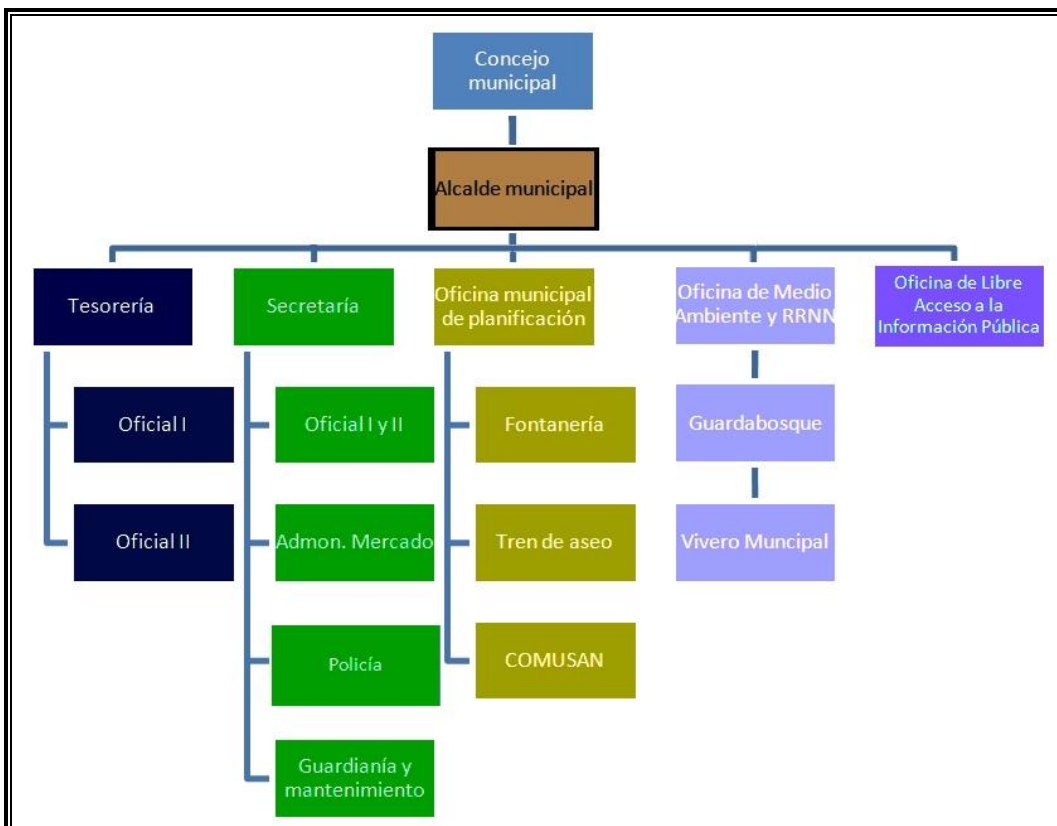 Concejo
municipal
Alcalde municipal
Tesorería
Secretaría
Oficina municipal
de planificación
Oficina de Medio
Ambiente y RRNN
Oficina de Libre
Acceso a la
Información Pública
Oficial I
Oficial I y II
Fontanería
Guardabosque
Oficial II
Admon. Mercado
Tren de aseo
Vivero Muncipal
Policía
COMUSAN
Guardianía y
mantenimiento